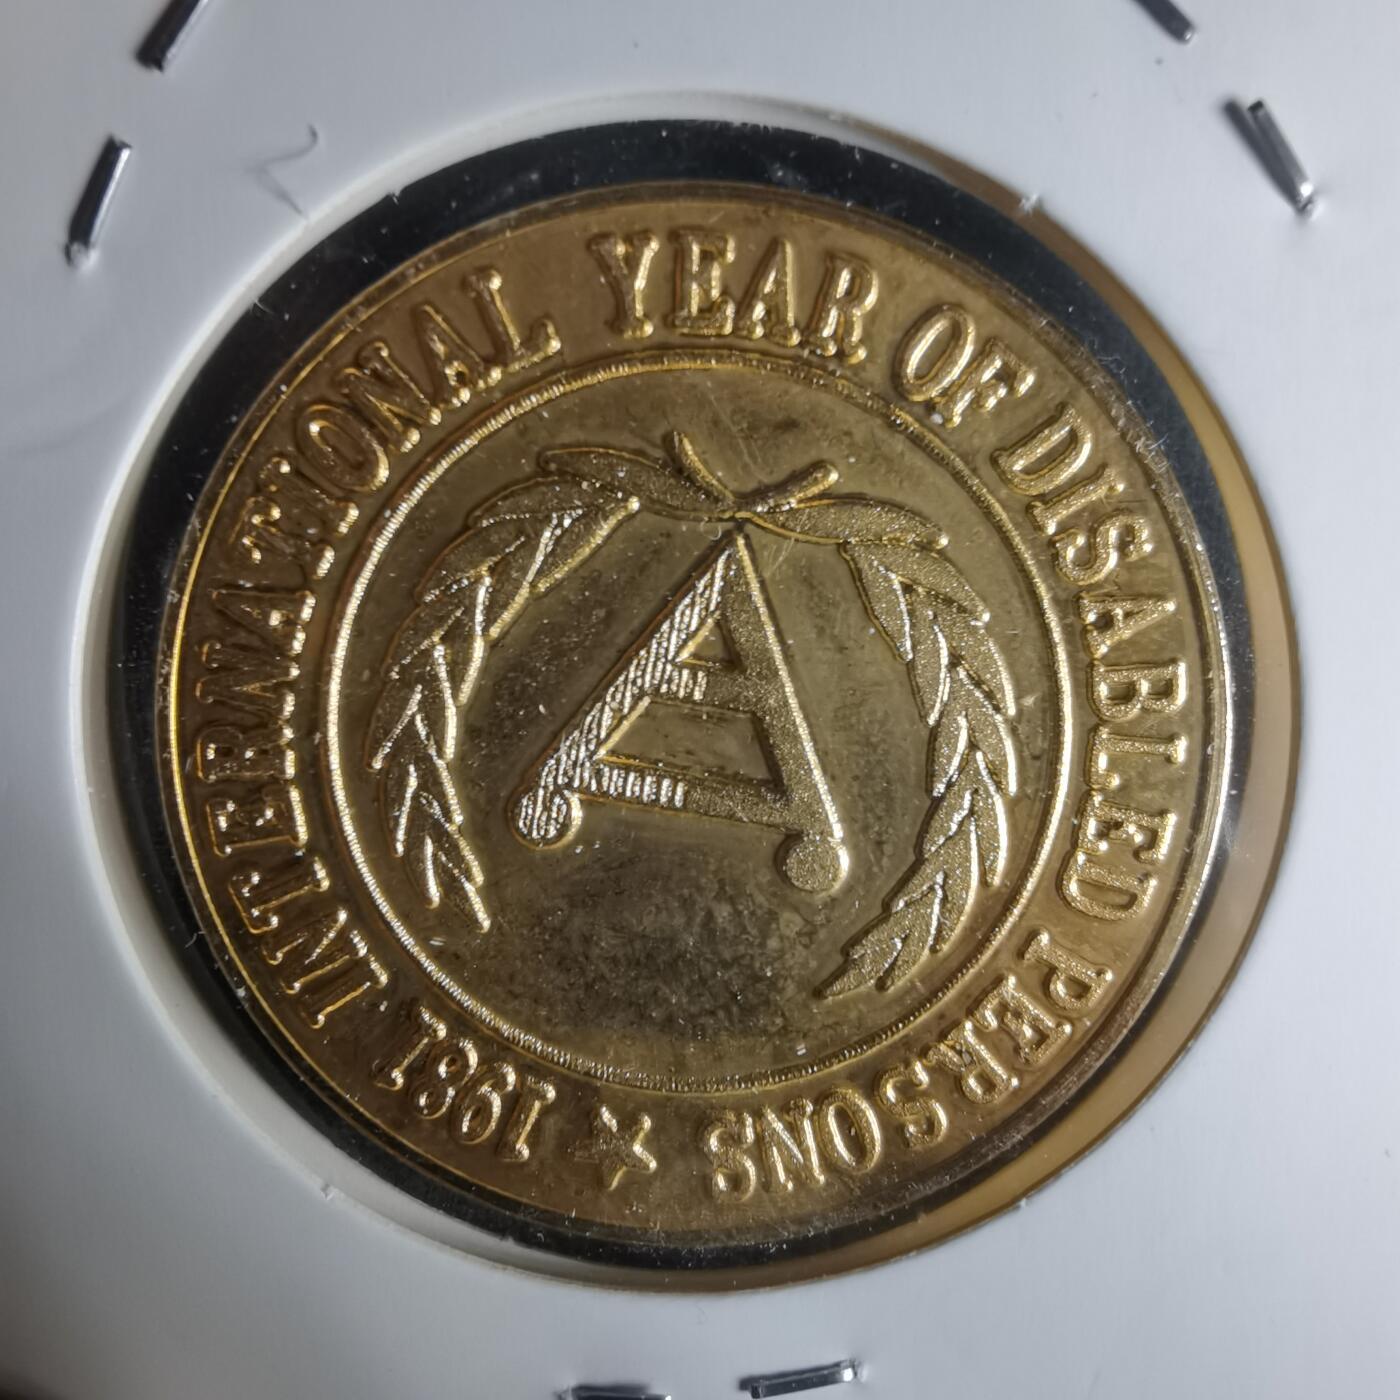 1981 INTERNATIONAL YEAR OF DISABLED PERSONS
A